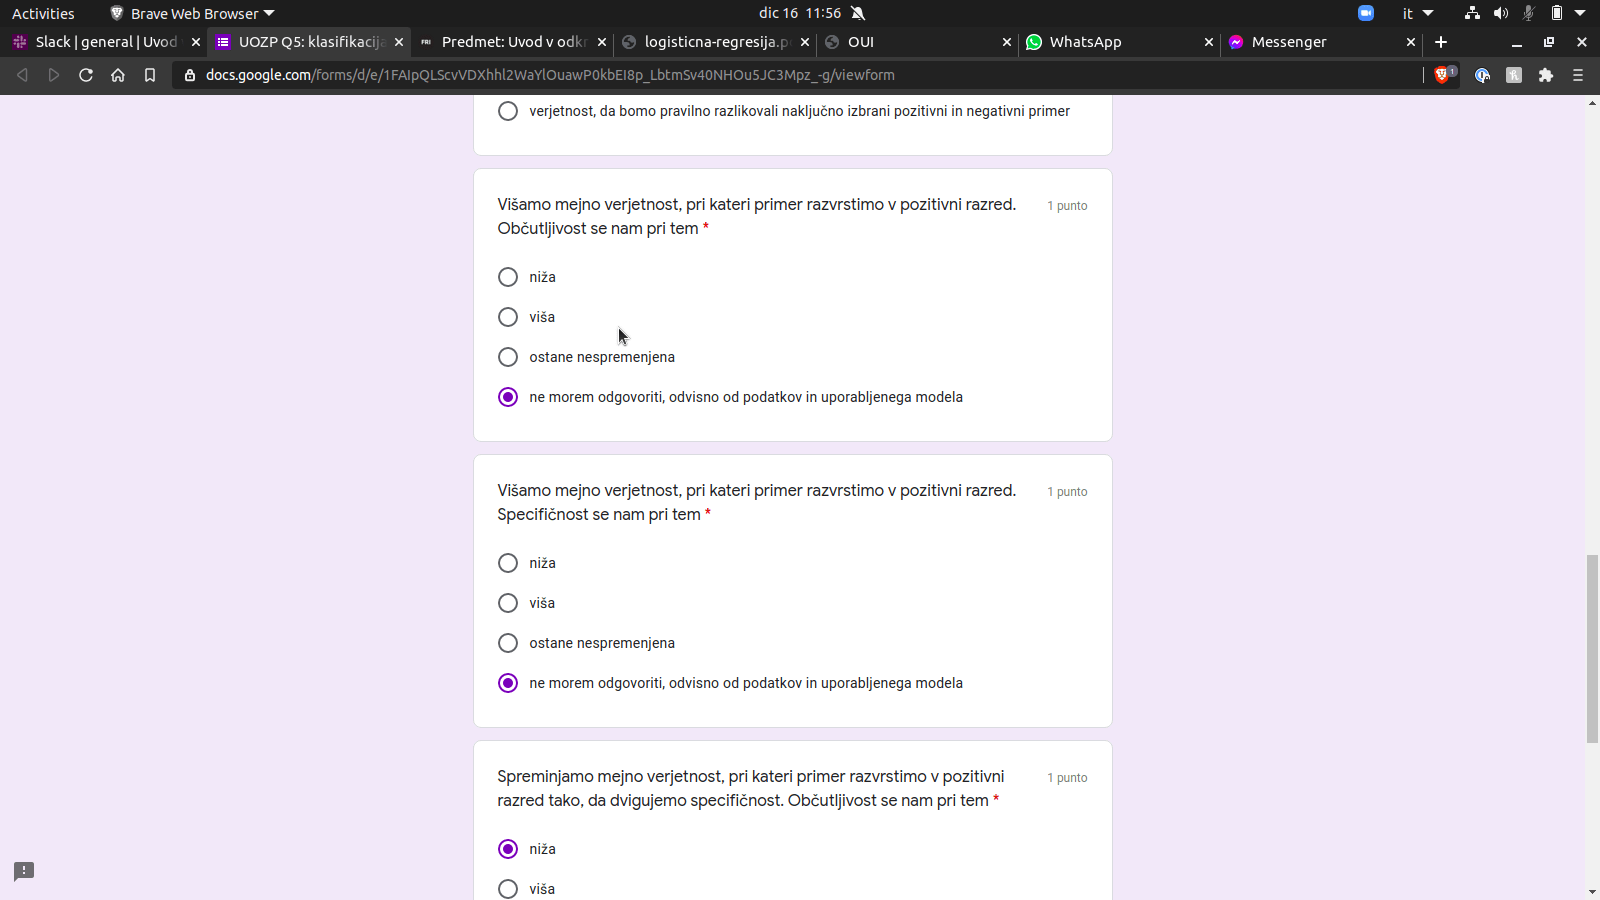 Activities
Brave Web Browser
dic 16 11:56
it
Slack | general | Uvod
UOZP Q5: klasifikacija
FRI
Predmet: Uvod v odkr
logisticna-regresija.p
OUI
WhatsApp
Messenger
docs.google.com/forms/d/e/1FAIpQLScvVDXhhl2WaYlOuawP0kbEI8p_LbtmSv40NHOu5JC3Mpz_-g/viewform
1
verjetnost, da bomo pravilno razlikovali naključno izbrani pozitivni in negativni primer
Višamo mejno verjetnost, pri kateri primer razvrstimo v pozitivni razred.
Občutljivost se nam pri tem *
1 punto
niža
viša
ostane nespremenjena
ne morem odgovoriti, odvisno od podatkov in uporabljenega modela
Višamo mejno verjetnost, pri kateri primer razvrstimo v pozitivni razred.
Specifičnost se nam pri tem *
1 punto
niža
viša
ostane nespremenjena
ne morem odgovoriti, odvisno od podatkov in uporabljenega modela
Spreminjamo mejno verjetnost, pri kateri primer razvrstimo v pozitivni
razred tako, da dvigujemo specifičnost. Občutljivost se nam pri tem *
1 punto
niža
viša